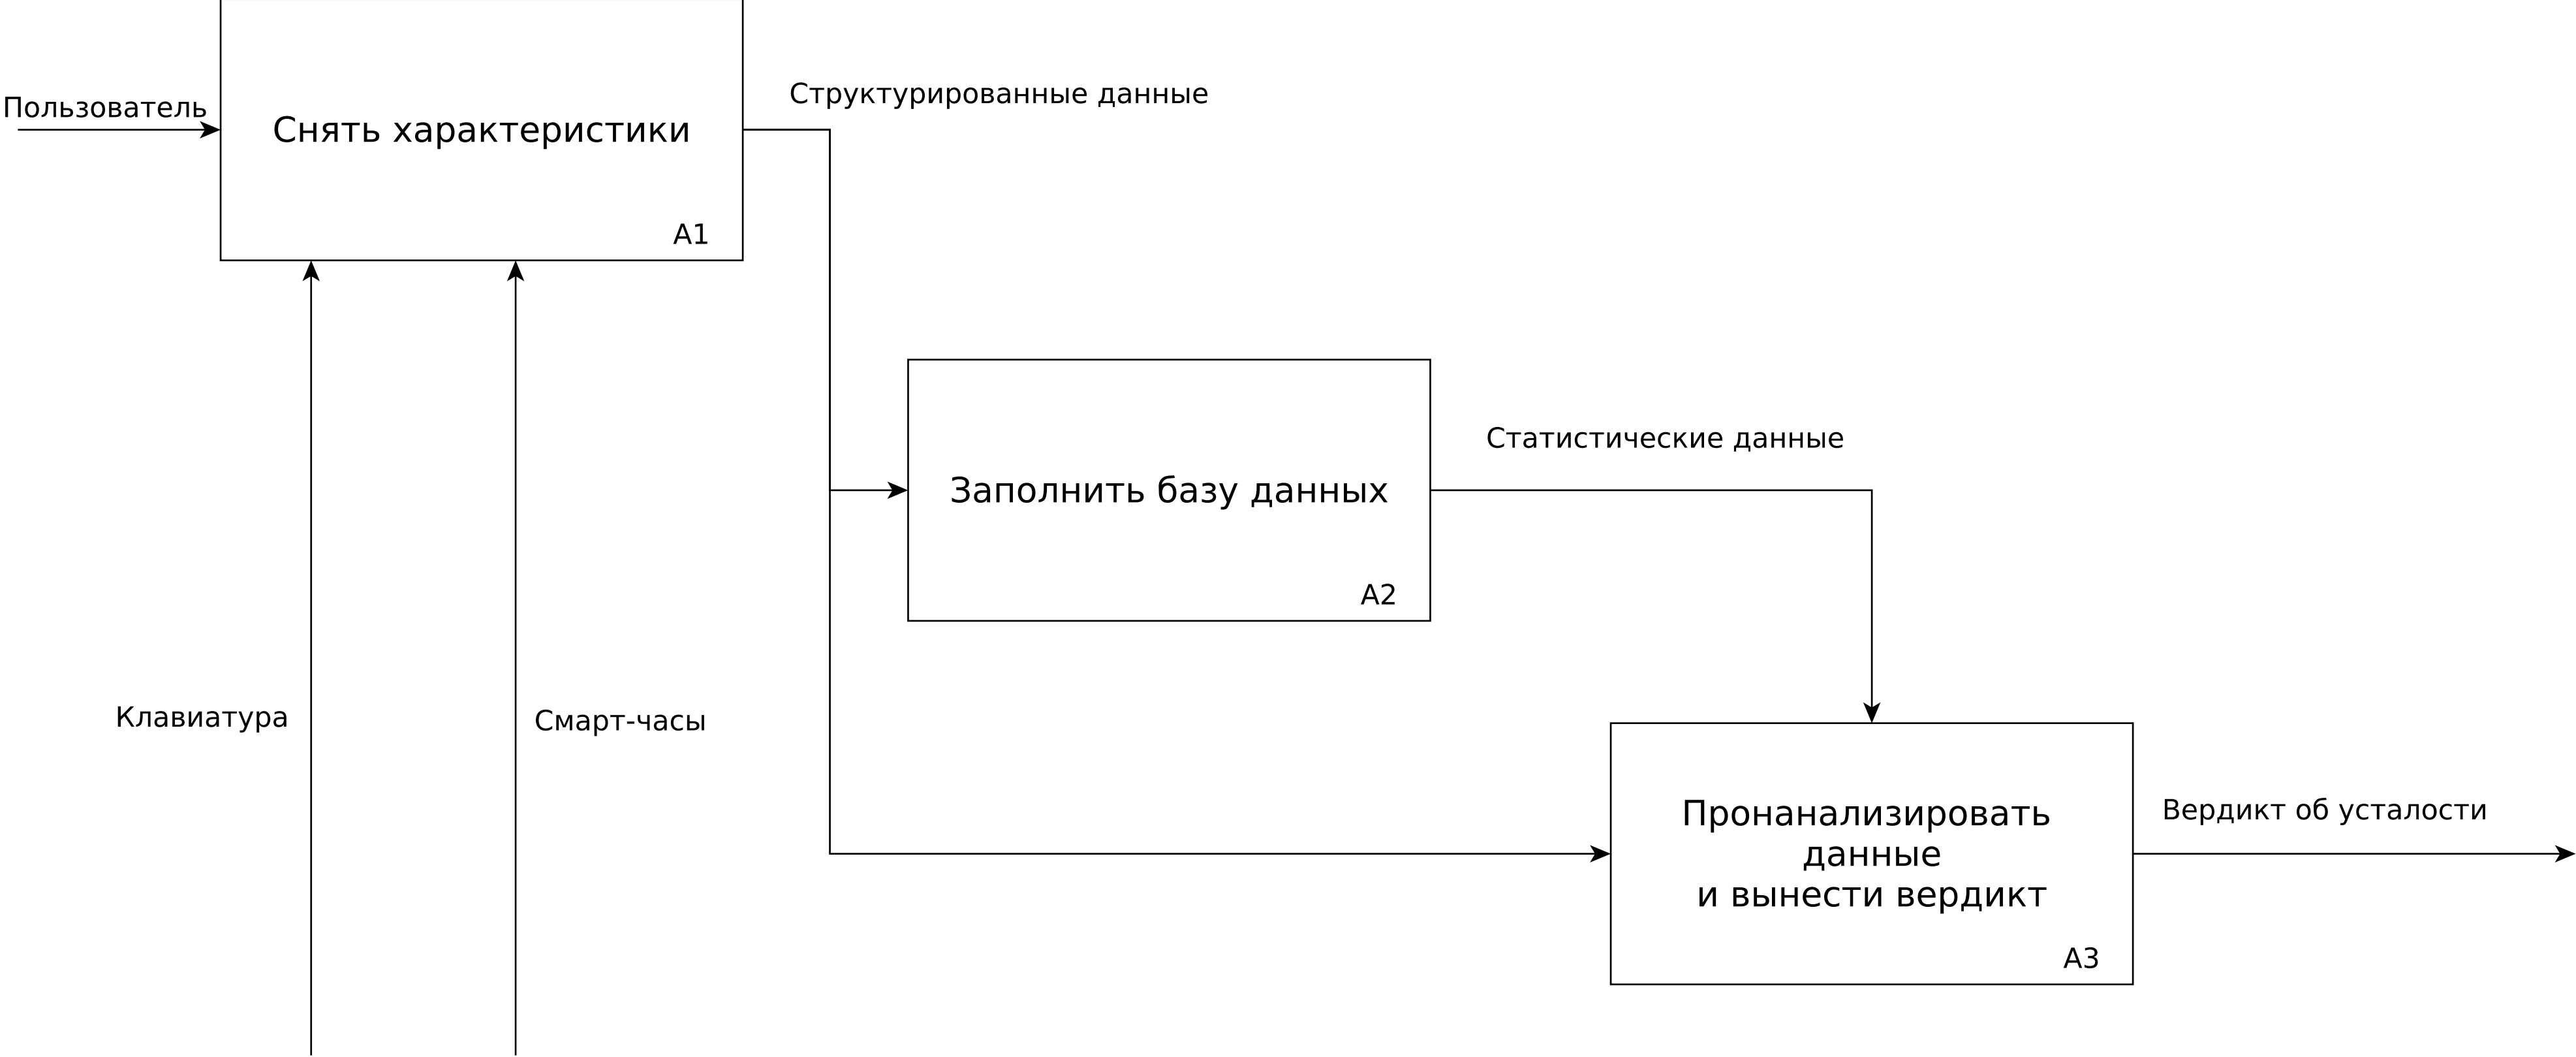 Пользователь
Снять характеристики
A1
Структурированные данные
Заполнить базу данных
A2
Статистические данные
Клавиатура
Смарт-часы
Пронанализировать
данные
и вынести вердикт
A3
Вердикт об усталости